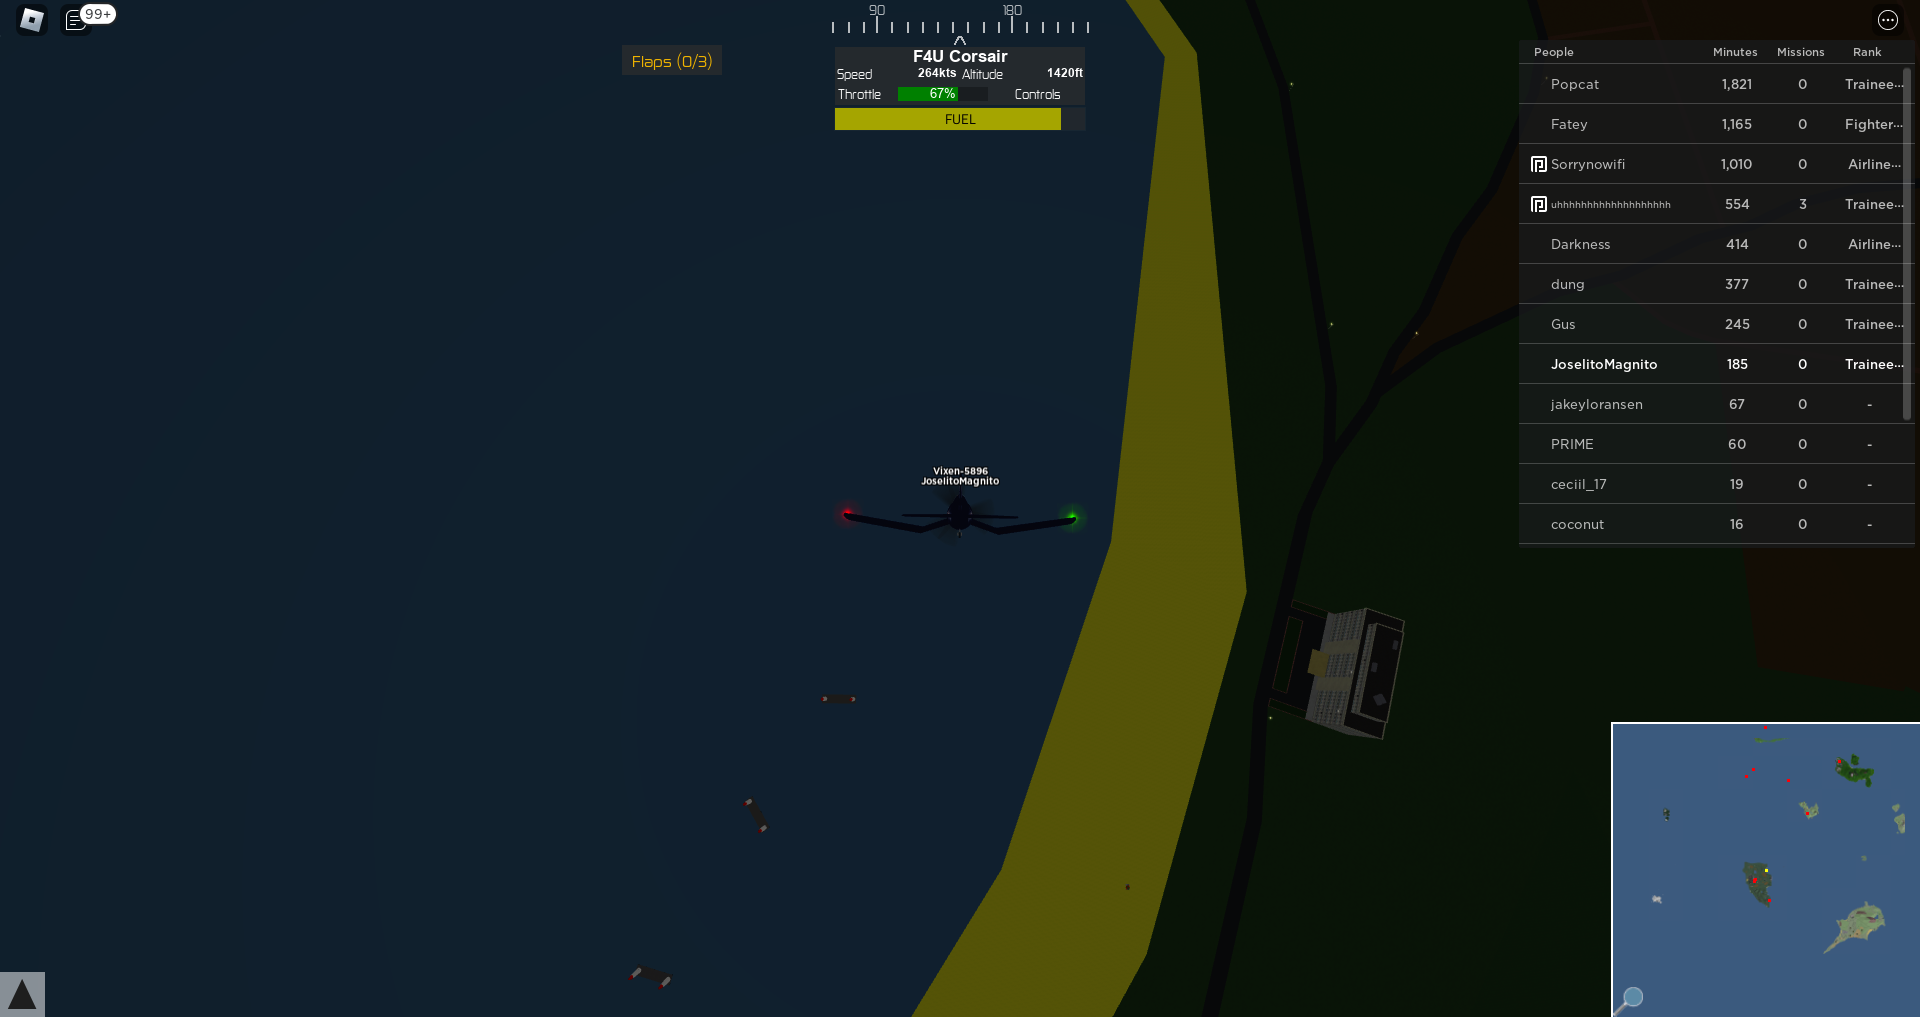 99+
90 180
Flaps (0/3)
F4U Corsair
Speed 264kts Altitude 1420ft
Throttle 67% Controls
FUEL
Vixen-5896
JoselitoMagnito
People Minutes Missions Rank
Popcat 1,821 0 Trainee...
Fatey 1,165 0 Fighter...
Sorrynowifi 1,010 0 Airline...
uhhhhhhhhhhhhhhhhhhh 554 3 Trainee...
Darkness 414 0 Airline...
dung 377 0 Trainee...
Gus 245 0 Trainee...
JoselitoMagnito 185 0 Trainee...
jakeyloransen 67 0 -
PRIME 60 0 -
ceciil_17 19 0 -
coconut 16 0 -